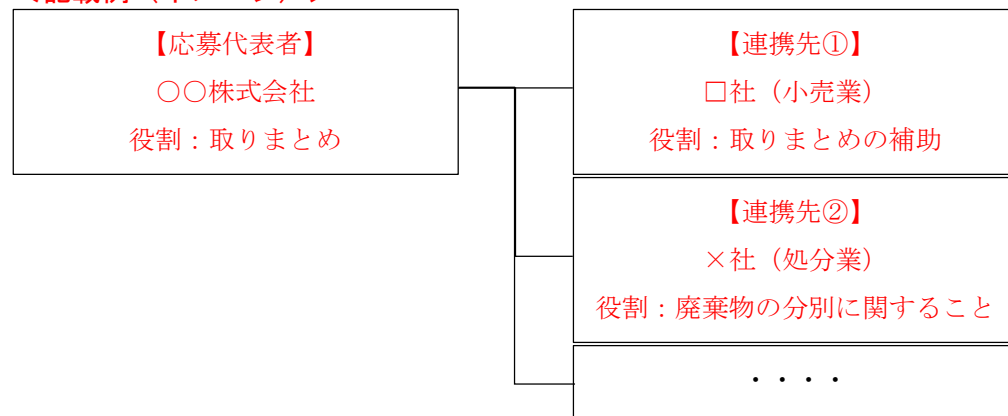 【応募代表者】
○○株式会社
役割：取りまとめ
【連携先①】
□社（小売業）
役割：取りまとめの補助
【連携先②】
×社（処分業）
役割：廃棄物の分別に関すること
・・・・